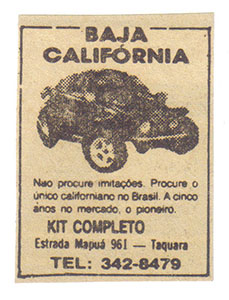 BAJA
CALIFÓRNIA
Nao procure imitações. Procure o
único californiano no Brasil. A cinco
anos no mercado, o pioneiro.
KIT COMPLETO
Estrada Mapuá 961 — Taquara
TEL: 342-8479